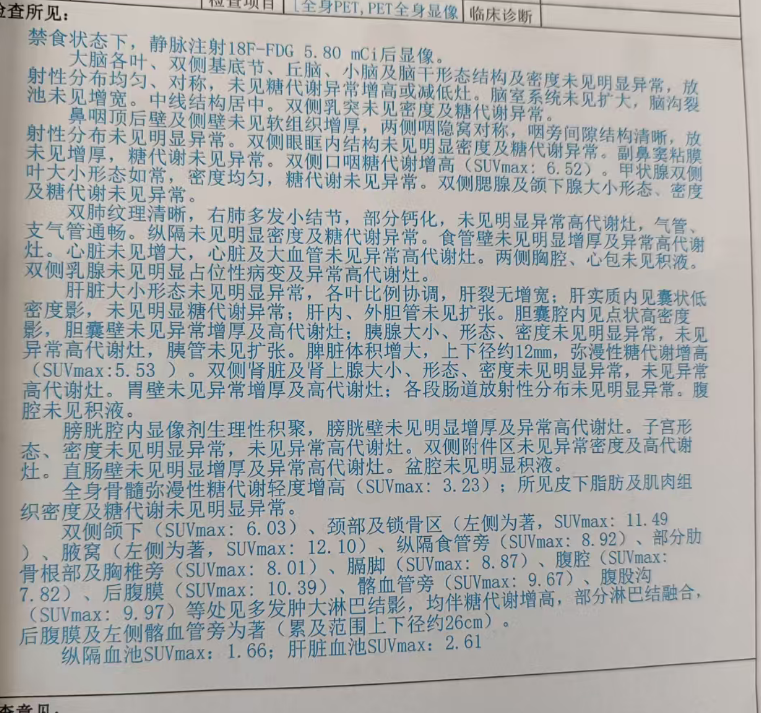 检查项目 [全身PET,PET全身显像 临床诊断
检查所见：
禁食状态下，静脉注射18F-FDG 5.80 mCi后显像。
大脑各叶、双侧基底节、丘脑、小脑及脑干形态结构及密度未见明显异常，放
射性分布均匀、对称，未见糖代谢异常增高或减低灶。脑室系统未见扩大，脑沟裂
池未见增宽。中线结构居中。双侧乳突未见密度及糖代谢异常。
鼻咽顶后壁及侧壁未见软组织增厚，两侧咽隐窝对称，咽旁间隙结构清晰，放
射性分布未见明显异常。双侧眼眶内结构未见明显密度及糖代谢异常。副鼻窦粘膜
未见增厚，糖代谢未见异常。双侧口咽糖代谢增高（SUVmax: 6.52）。甲状腺双侧
叶大小形态如常，密度均匀，糖代谢未见异常。双侧腮腺及颌下腺大小形态、密度
及糖代谢未见异常。
双肺纹理清晰，右肺多发小结节，部分钙化，未见明显异常高代谢灶，气管、
支气管通畅。纵隔未见明显密度及糖代谢异常。食管壁未见明显增厚及异常高代谢
灶。心脏未见增大，心脏及大血管未见异常高代谢灶。两侧胸腔、心包未见积液。
双侧乳腺未见明显占位性病变及异常高代谢灶。
肝脏大小形态未见明显异常，各叶比例协调，肝裂无增宽；肝实质内见囊状低
密度影，未见明显糖代谢异常；肝内、外胆管未见扩张。胆囊腔内见点状高密度
影，胆囊壁未见异常增厚及高代谢灶；胰腺大小、形态、密度未见明显异常，未见
异常高代谢灶，胰管未见扩张。脾脏体积增大，上下径约12mm，弥漫性糖代谢增高
（SUVmax:5.53 ）。双侧肾脏及肾上腺大小、形态、密度未见明显异常，未见异常
高代谢灶。胃壁未见异常增厚及高代谢灶；各段肠道放射性分布未见明显异常。腹
腔未见积液。
膀胱腔内显像剂生理性积聚，膀胱壁未见明显增厚及异常高代谢灶。子宫形
态、密度未见明显异常，未见异常高代谢灶。双侧附件区未见异常密度及高代谢
灶。直肠壁未见明显增厚及异常高代谢灶。盆腔未见明显积液。
全身骨髓弥漫性糖代谢轻度增高（SUVmax: 3.23）；所见皮下脂肪及肌肉组
织密度及糖代谢未见明显异常。
双侧颌下（SUVmax: 6.03）、颈部及锁骨区（左侧为著，SUVmax: 11.49
）、腋窝（左侧为著，SUVmax: 12.10）、纵隔食管旁（SUVmax: 8.92）、部分肋
骨根部及胸椎旁（SUVmax: 8.01）、膈脚（SUVmax: 8.87）、腹腔（SUVmax:
7.82）、后腹膜（SUVmax: 10.39）、髂血管旁（SUVmax: 9.67）、腹股沟
（SUVmax: 9.97）等处见多发肿大淋巴结影，均伴糖代谢增高，部分淋巴结融合，
后腹膜及左侧髂血管旁为著（累及范围上下径约26cm）。
纵隔血池SUVmax: 1.66；肝脏血池SUVmax: 2.61
查意见：